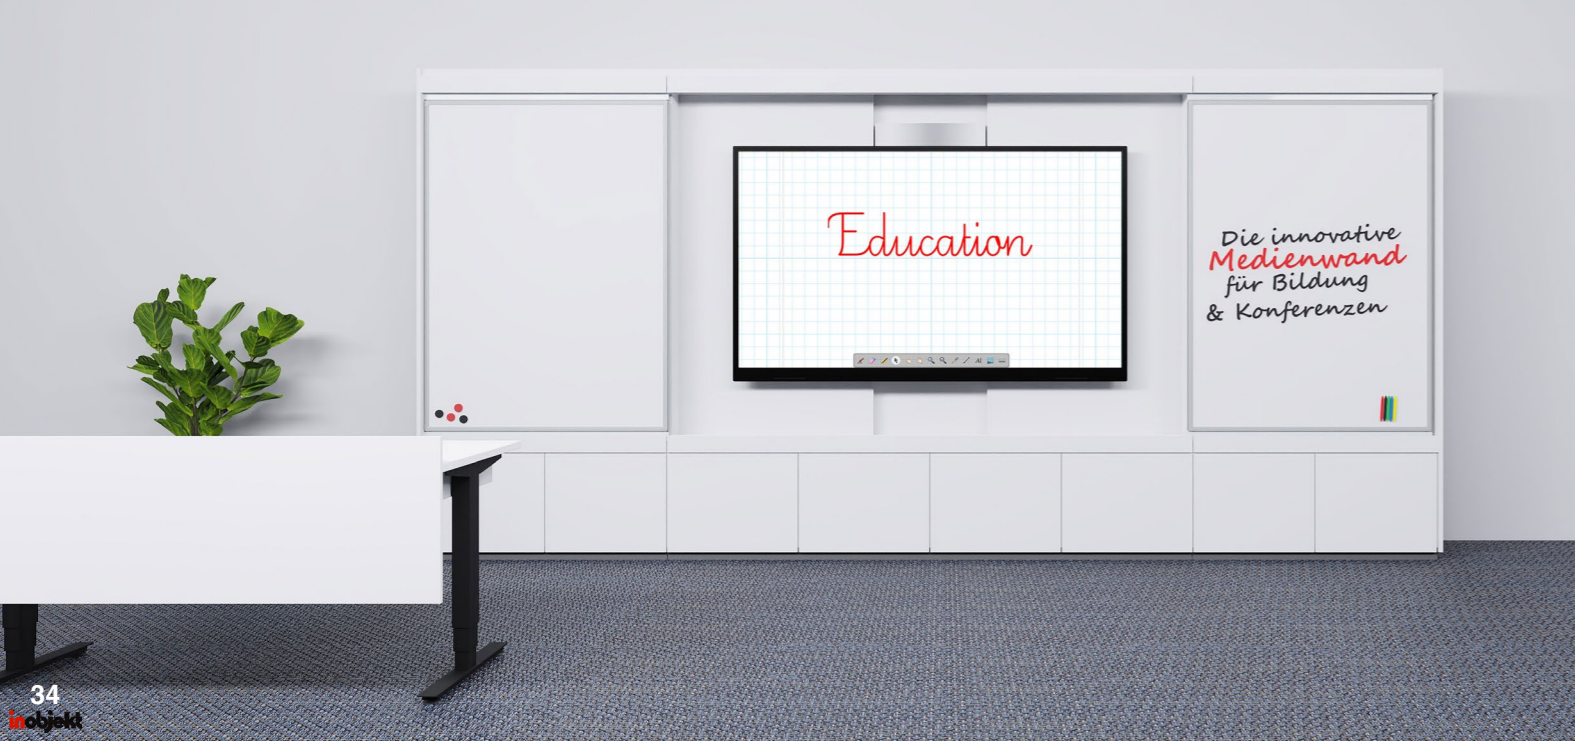 Education
Die innovative
Medienwand
für Bildung
& Konferenzen
34
inobjekt